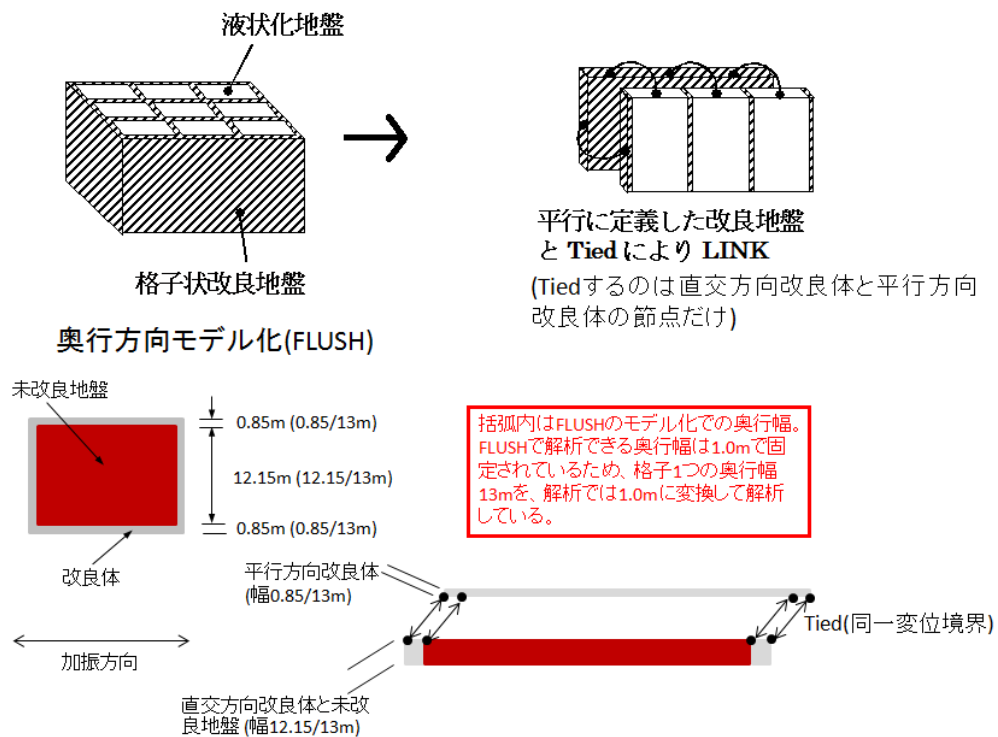 液状化地盤
格子状改良地盤
平行に定義した改良地盤
と Tied により LINK
(Tiedするのは直交方向改良体と平行方向
改良体の節点だけ)
奥行方向モデル化(FLUSH)
未改良地盤
0.85m (0.85/13m)
12.15m (12.15/13m)
0.85m (0.85/13m)
改良体
加振方向
括弧内はFLUSHのモデル化での奥行幅。
FLUSHで解析できる奥行幅は1.0mで固
定されているため、格子1つの奥行幅
13mを、解析では1.0mに変換して解析
している。
平行方向改良体
(幅0.85/13m)
Tied(同一変位境界)
直交方向改良体と未改
良地盤 (幅12.15/13m)